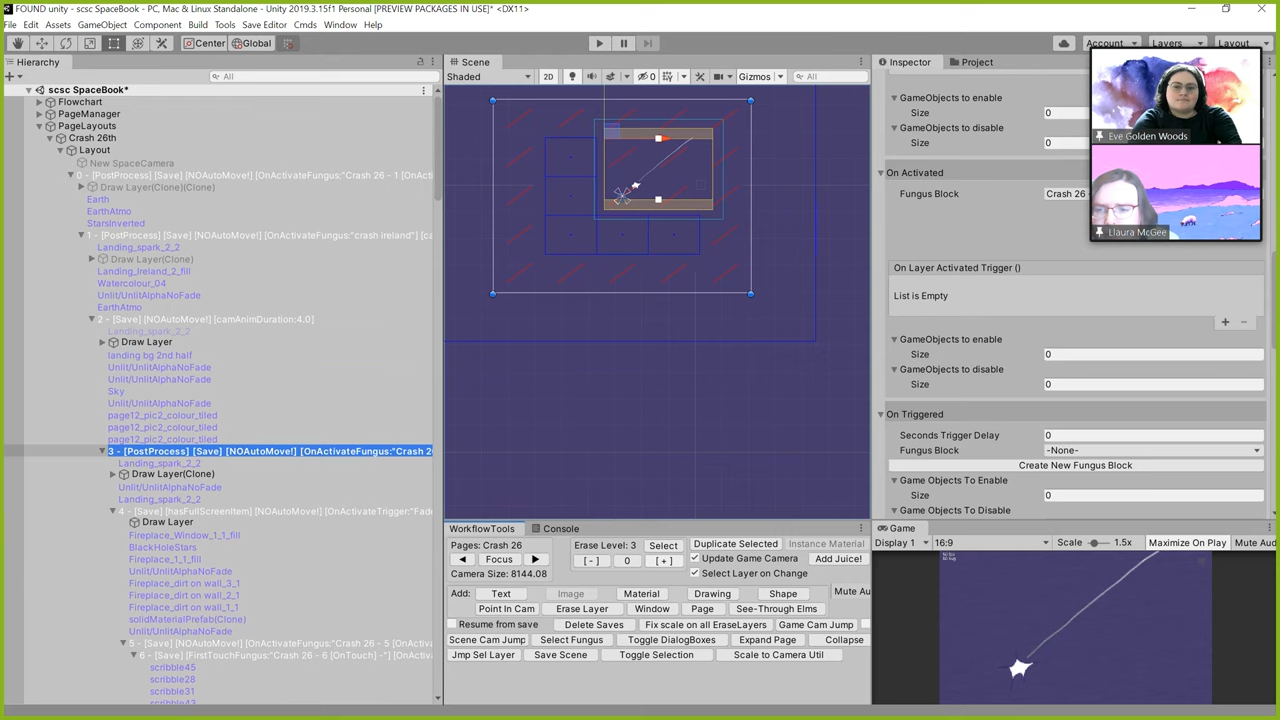 FOUND unity - scsc SpaceBook - PC, Mac & Linux Standalone - Unity 2019.3.15f1 Personal [PREVIEW PACKAGES IN USE]* <DX11>
File Edit Assets GameObject Component Build Tools Save Editor Cmds Window Help
Center Global Account Layers Layout
Hierarchy
All
scsc SpaceBook*
Flowchart
PageManager
PageLayouts
Crash 26th
Layout
New SpaceCamera
0 - [PostProcess] [Save] [NOAutoMove!] [OnActivateFungus:"Crash 26 - 1 [OnActiv
Draw Layer(Clone)(Clone)
Earth
EarthAtmo
StarsInverted
1 - [PostProcess] [Save] [NOAutoMove!] [OnActivateFungus:"crash Ireland"] [ca
Landing_spark_2_2
Draw Layer(Clone)
Landing_Ireland_2_fill
Watercolour_04
Unlit/UnlitAlphaNoFade
EarthAtmo
2 - [Save] [NOAutoMove!] [camAnimDuration:4.0]
Landing_spark_2_2
Draw Layer
landing bg 2nd half
Unlit/UnlitAlphaNoFade
Unlit/UnlitAlphaNoFade
Sky
Unlit/UnlitAlphaNoFade
page12_pic2_colour_tiled
page12_pic2_colour_tiled
page12_pic2_colour_tiled
3 - [PostProcess] [Save] [NOAutoMove!] [OnActivateFungus:"Crash 2
Landing_spark_2_2
Draw Layer(Clone)
Unlit/UnlitAlphaNoFade
Landing_spark_2_2
4 - [Save] [hasFullScreenItem] [NOAutoMove!] [OnActivateTrigger:"Fade
Draw Layer
Fireplace_Window_1_1_fill
BlackHoleStars
Fireplace_1_1_fill
Unlit/UnlitAlphaNoFade
Fireplace_dirt on wall_3_1
Fireplace_dirt on wall_2_1
Fireplace_dirt on wall_1_1
solidMaterialPrefab(Clone)
Unlit/UnlitAlphaNoFade
5 - [Save] [NOAutoMove!] [OnActivateFungus:"Crash 26 - 5 [OnActiv
6 - [Save] [FirstTouchFungus:"Crash 26 - 6 [OnTouch] -"] [OnActiv
scribble45
scribble28
scribble31
Scene
Shaded 2D 0 Gizmos All
WorkflowTools Console
Pages: Crash 26 Erase Level: 3 Select Duplicate Selected Instance Material
Focus [ - ] 0 [ + ] Update Game Camera Add Juice!
Camera Size: 8144.08 Select Layer on Change
Add: Text Image Material Drawing Shape Mute Au
Point In Cam Erase Layer Window Page See-Through Elms
Resume from save Delete Saves Fix scale on all EraseLayers Game Cam Jump
Scene Cam Jump Select Fungus Toggle DialogBoxes Expand Page Collapse
Jmp Sel Layer Save Scene Toggle Selection Scale to Camera Util
Inspector Project
GameObjects to enable
Size 0
GameObjects to disable
Size 0
On Activated
Fungus Block Crash 26 -
On Layer Activated Trigger ()
List is Empty
GameObjects to enable
Size 0
GameObjects to disable
Size 0
On Triggered
Seconds Trigger Delay 0
Fungus Block -None-
Create New Fungus Block
Game Objects To Enable
Size 0
Game Objects To Disable
Size 0
Eve Golden Woods
Llaura McGee
Game
Display 1 16:9 Scale 1.5x Maximize On Play Mute Aud